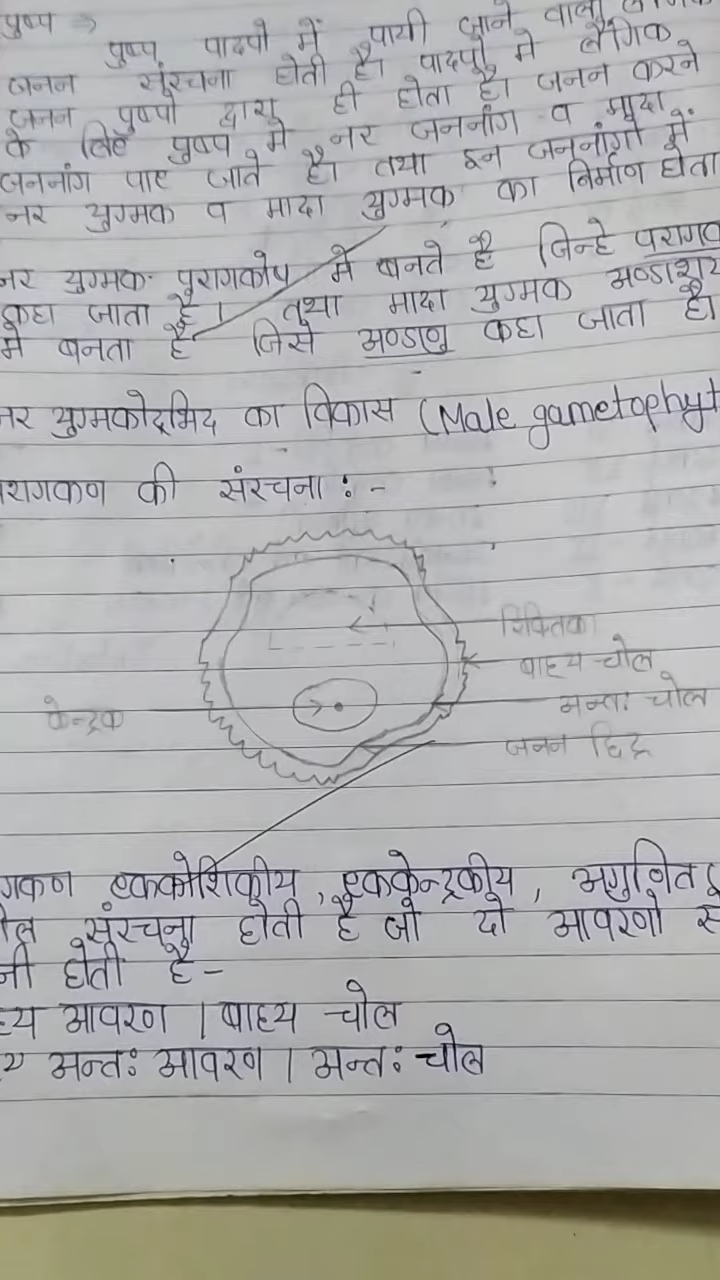 पुष्प ⇒
पुष्प पादपो में पायी जाने वाली
जनन संरचना होती है। पादपो मे लैंगिक
जनन पुष्पो द्वारा ही होता है। जनन करने
के लिए पुष्प मे नर जननांग व मादा
जननांग पाए जाते है। तथा इन जननांगो में
नर युग्मक व मादा युग्मक का निर्माण होता
नर युग्मक परागकोष मे बनते है जिन्हे परागक
कहा जाता है। तथा मादा युग्मक अण्डाशय
में बनता है जिसे अण्डाणु कहा जाता है।
नर युग्मकोद्भिद का विकास (Male gametophyt
परागकण की संरचना :-
रिक्तिका
बाह्य चोल
केन्द्रक
अन्तः चोल
जनन छिद्र
गकण एककोशिकीय, एककेन्द्रकीय, अगुणित
ल संरचना होती है जो दो आवरणो स
नी होती है -
ह्य आवरण । बाह्य चोल
अन्तः आवरण । अन्तः चोल